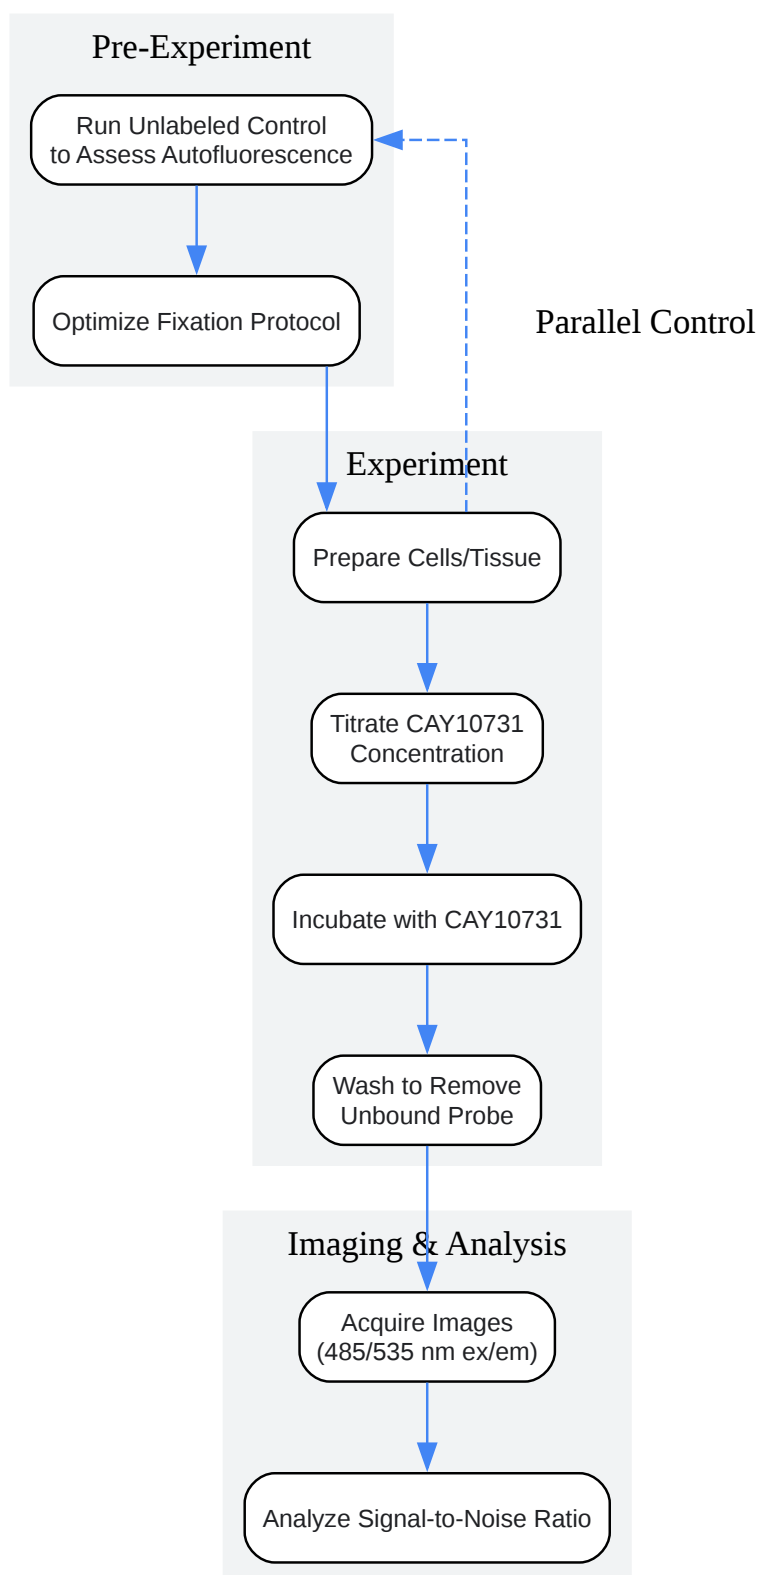 Pre-Experiment
Run Unlabeled Control
to Assess Autofluorescence
Optimize Fixation Protocol
Parallel Control
Experiment
Prepare Cells/Tissue
Titrate CAY10731
Concentration
Incubate with CAY10731
Wash to Remove
Unbound Probe
Imaging & Analysis
Acquire Images
(485/535 nm ex/em)
Analyze Signal-to-Noise Ratio